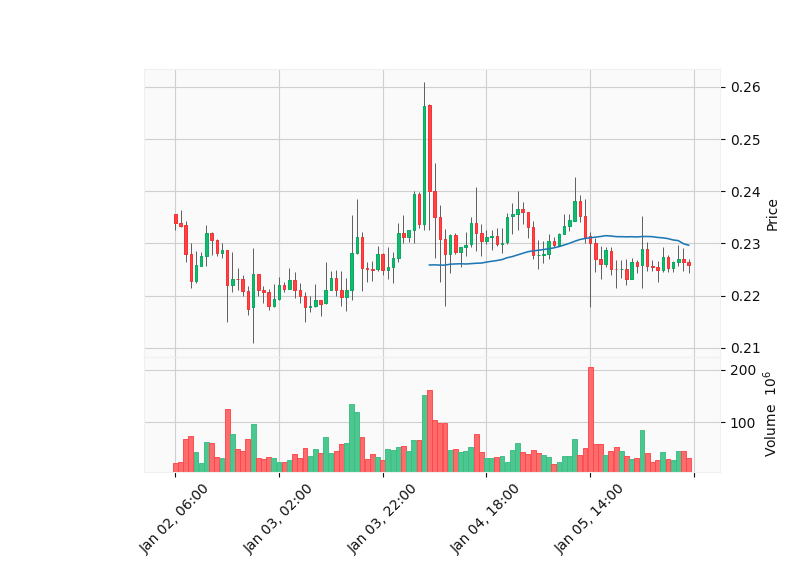 0.26
0.25
0.24
0.23
0.22
0.21
Price
200
100
Volume 10^6
Jan 02, 06:00
Jan 03, 02:00
Jan 03, 22:00
Jan 04, 18:00
Jan 05, 14:00